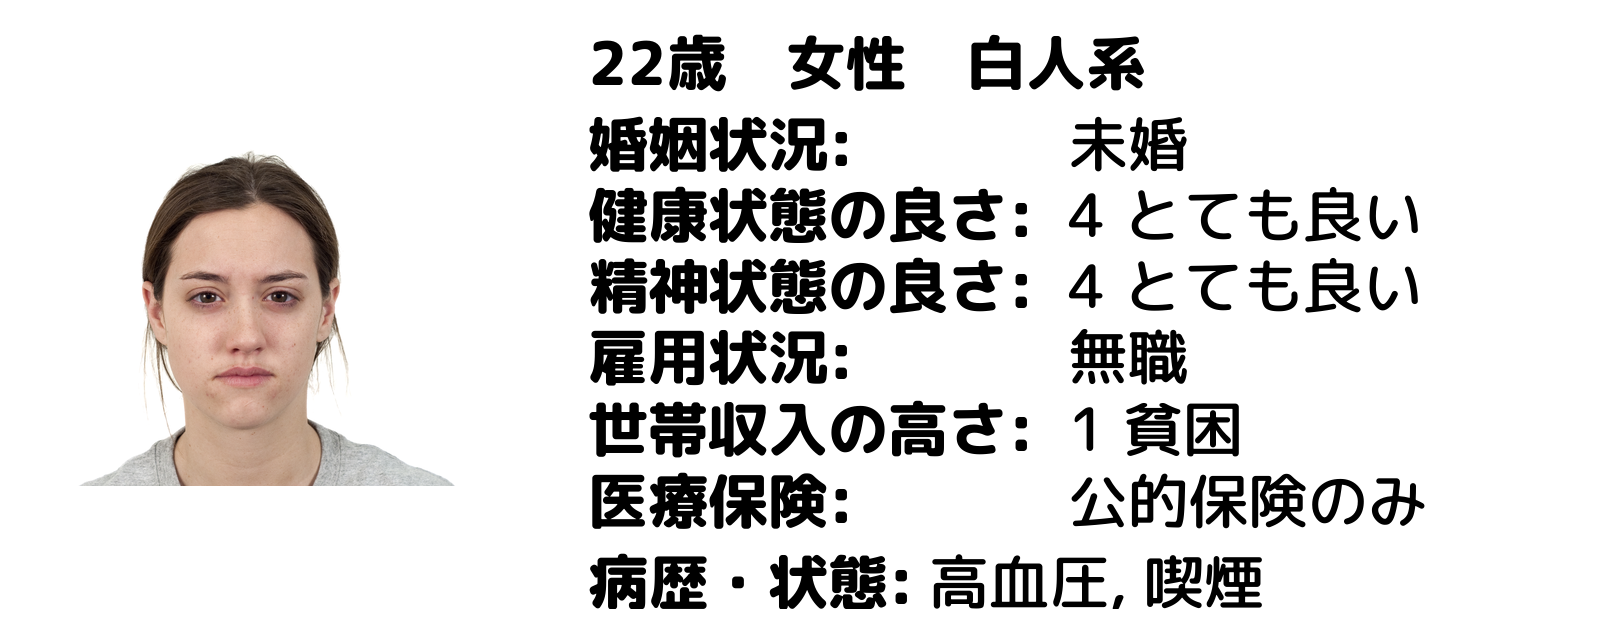 22歳　女性　白人系
婚姻状況: 未婚
健康状態の良さ: 4 とても良い
精神状態の良さ: 4 とても良い
雇用状況: 無職
世帯収入の高さ: 1 貧困
医療保険: 公的保険のみ
病歴・状態: 高血圧, 喫煙